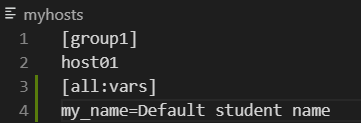 myhosts
1 [group1]
2 host01
3 [all:vars]
4 my_name=Default student name